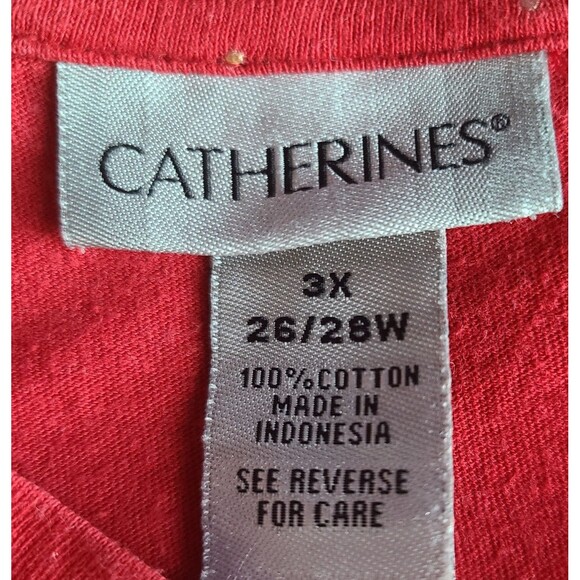 CATHERINES®
3X
26/28W
100% COTTON
MADE IN
INDONESIA
SEE REVERSE
FOR CARE